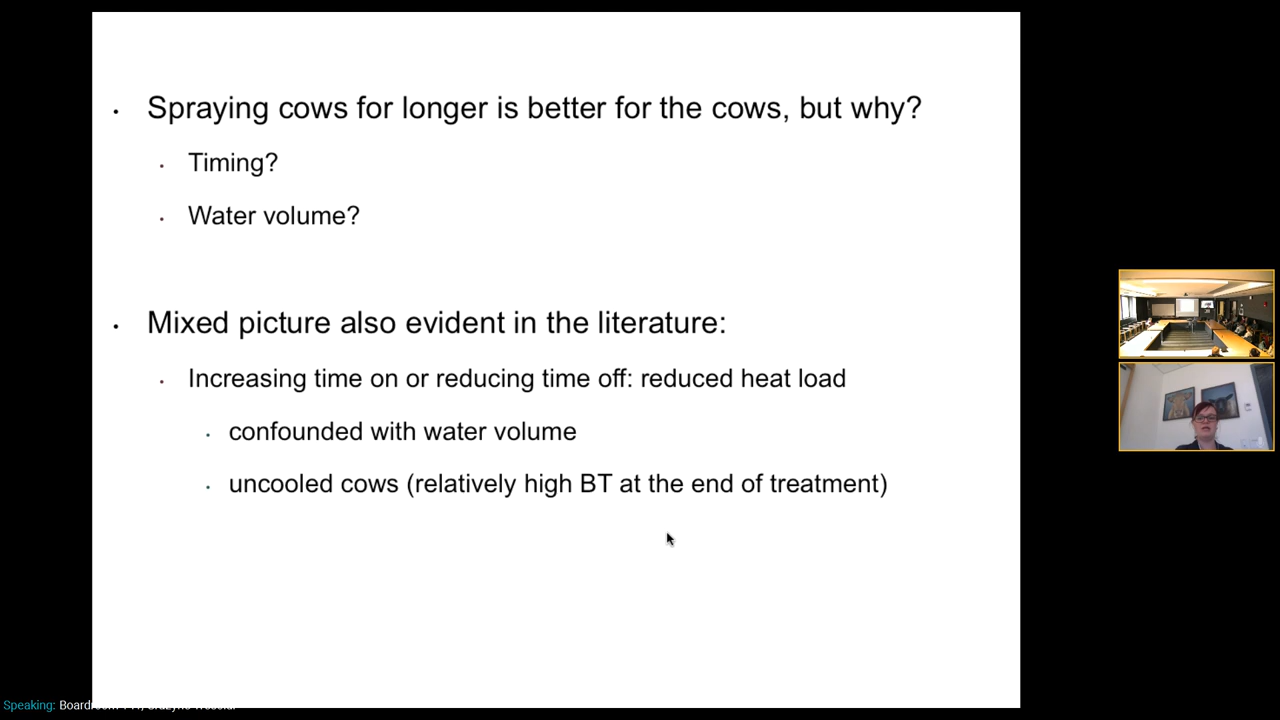 Spraying cows for longer is better for the cows, but why?
Timing?
Water volume?
Mixed picture also evident in the literature:
Increasing time on or reducing time off: reduced heat load
confounded with water volume
uncooled cows (relatively high BT at the end of treatment)
Speaking: